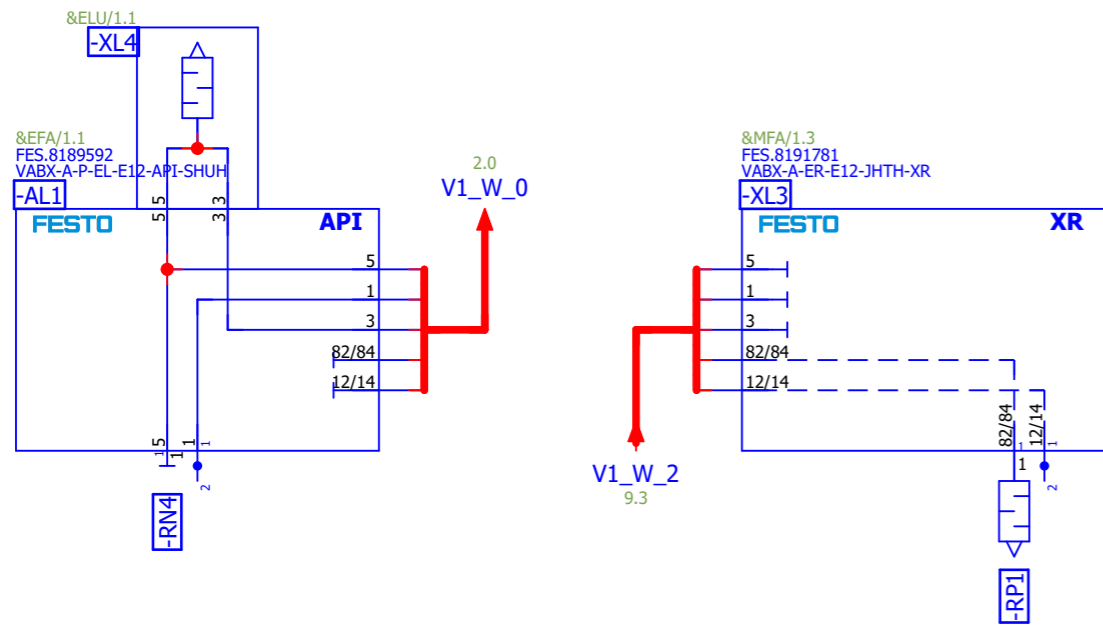 &ELU/1.1
-XL4
&EFA/1.1
FES.8189592
VABX-A-P-EL-E12-API-SHUH
-AL1
5 3
5 3
FESTO
API
5
1
3
82/84
12/14
5
1
1
1
2
-RN4
2.0
V1_W_0
&MFA/1.3
FES.8191781
VABX-A-ER-E12-JHTH-XR
-XL3
FESTO
XR
5
1
3
82/84
12/14
82/84
12/14
1
1
1
2
-RP1
V1_W_2
9.3